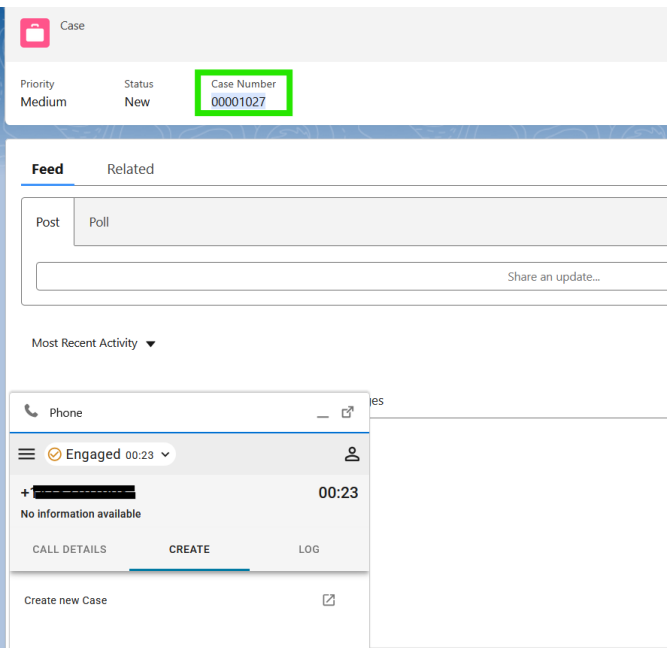 Case
Priority Status Case Number
Medium New 00001027
Feed Related
Post Poll
Share an update...
Most Recent Activity
Phone
Engaged 00:23
+1 00:23
No information available
CALL DETAILS CREATE LOG
Create new Case